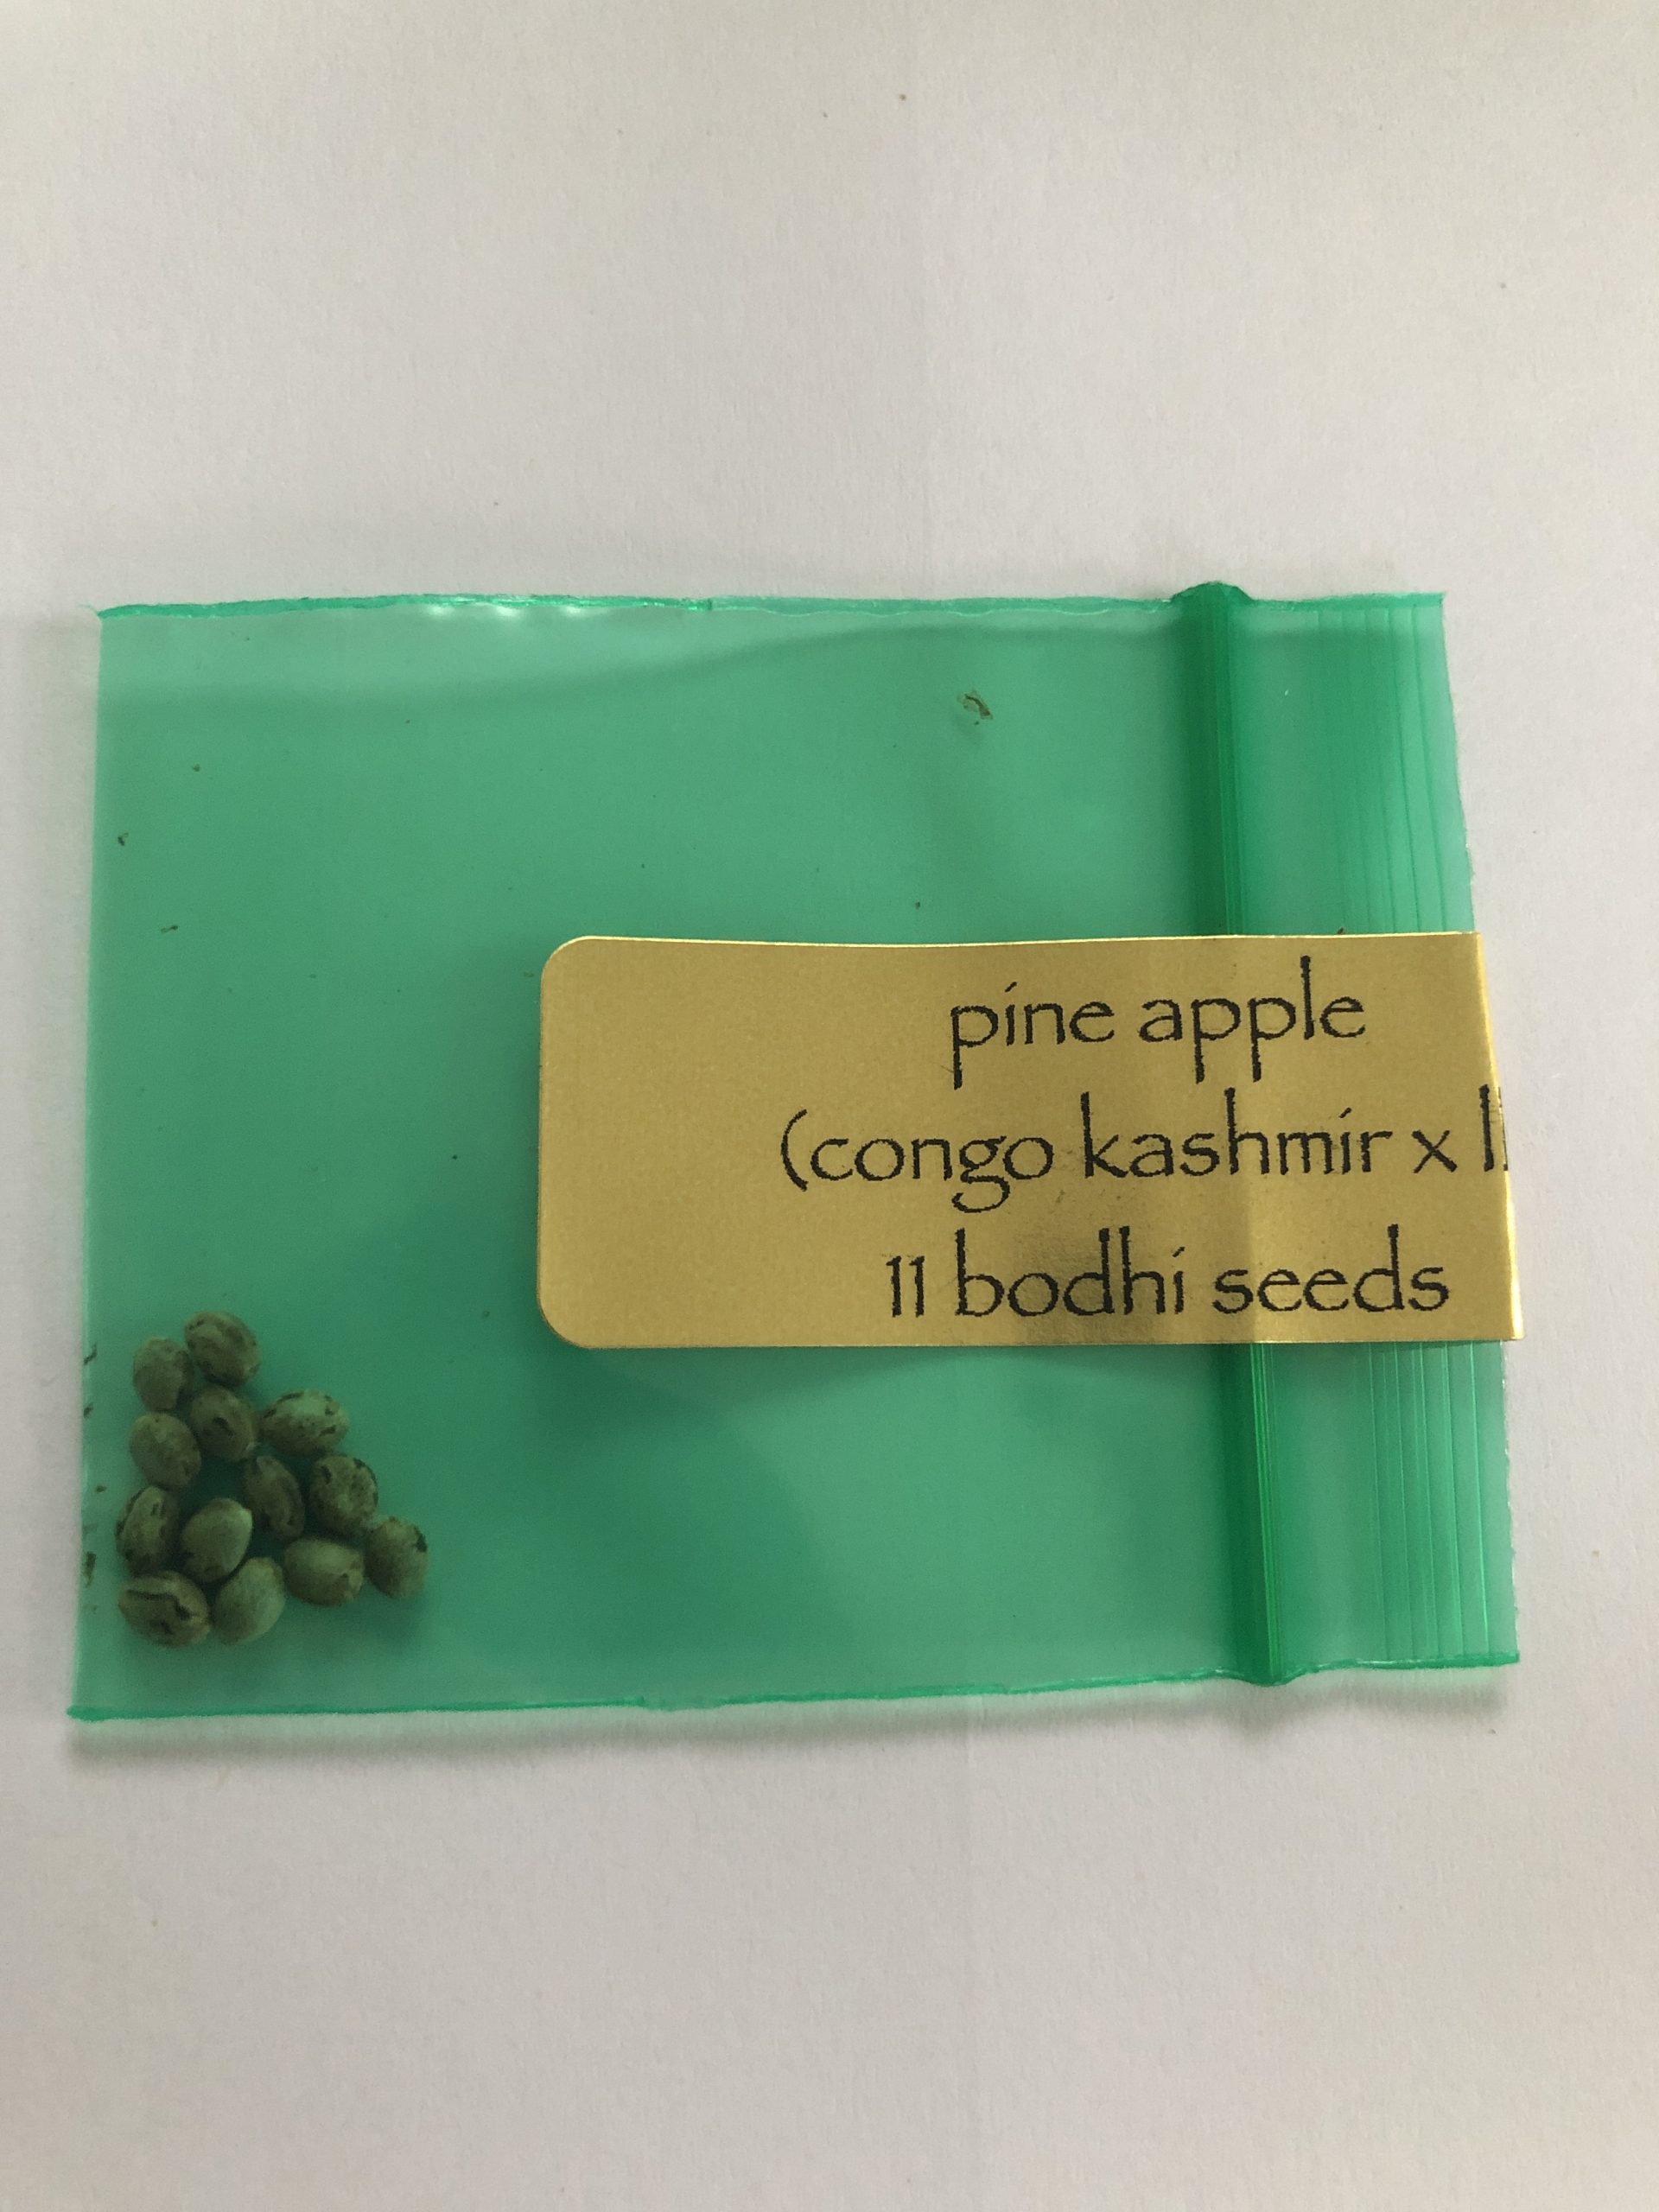 pine apple
(congo kashmir x
11 bodhi seeds